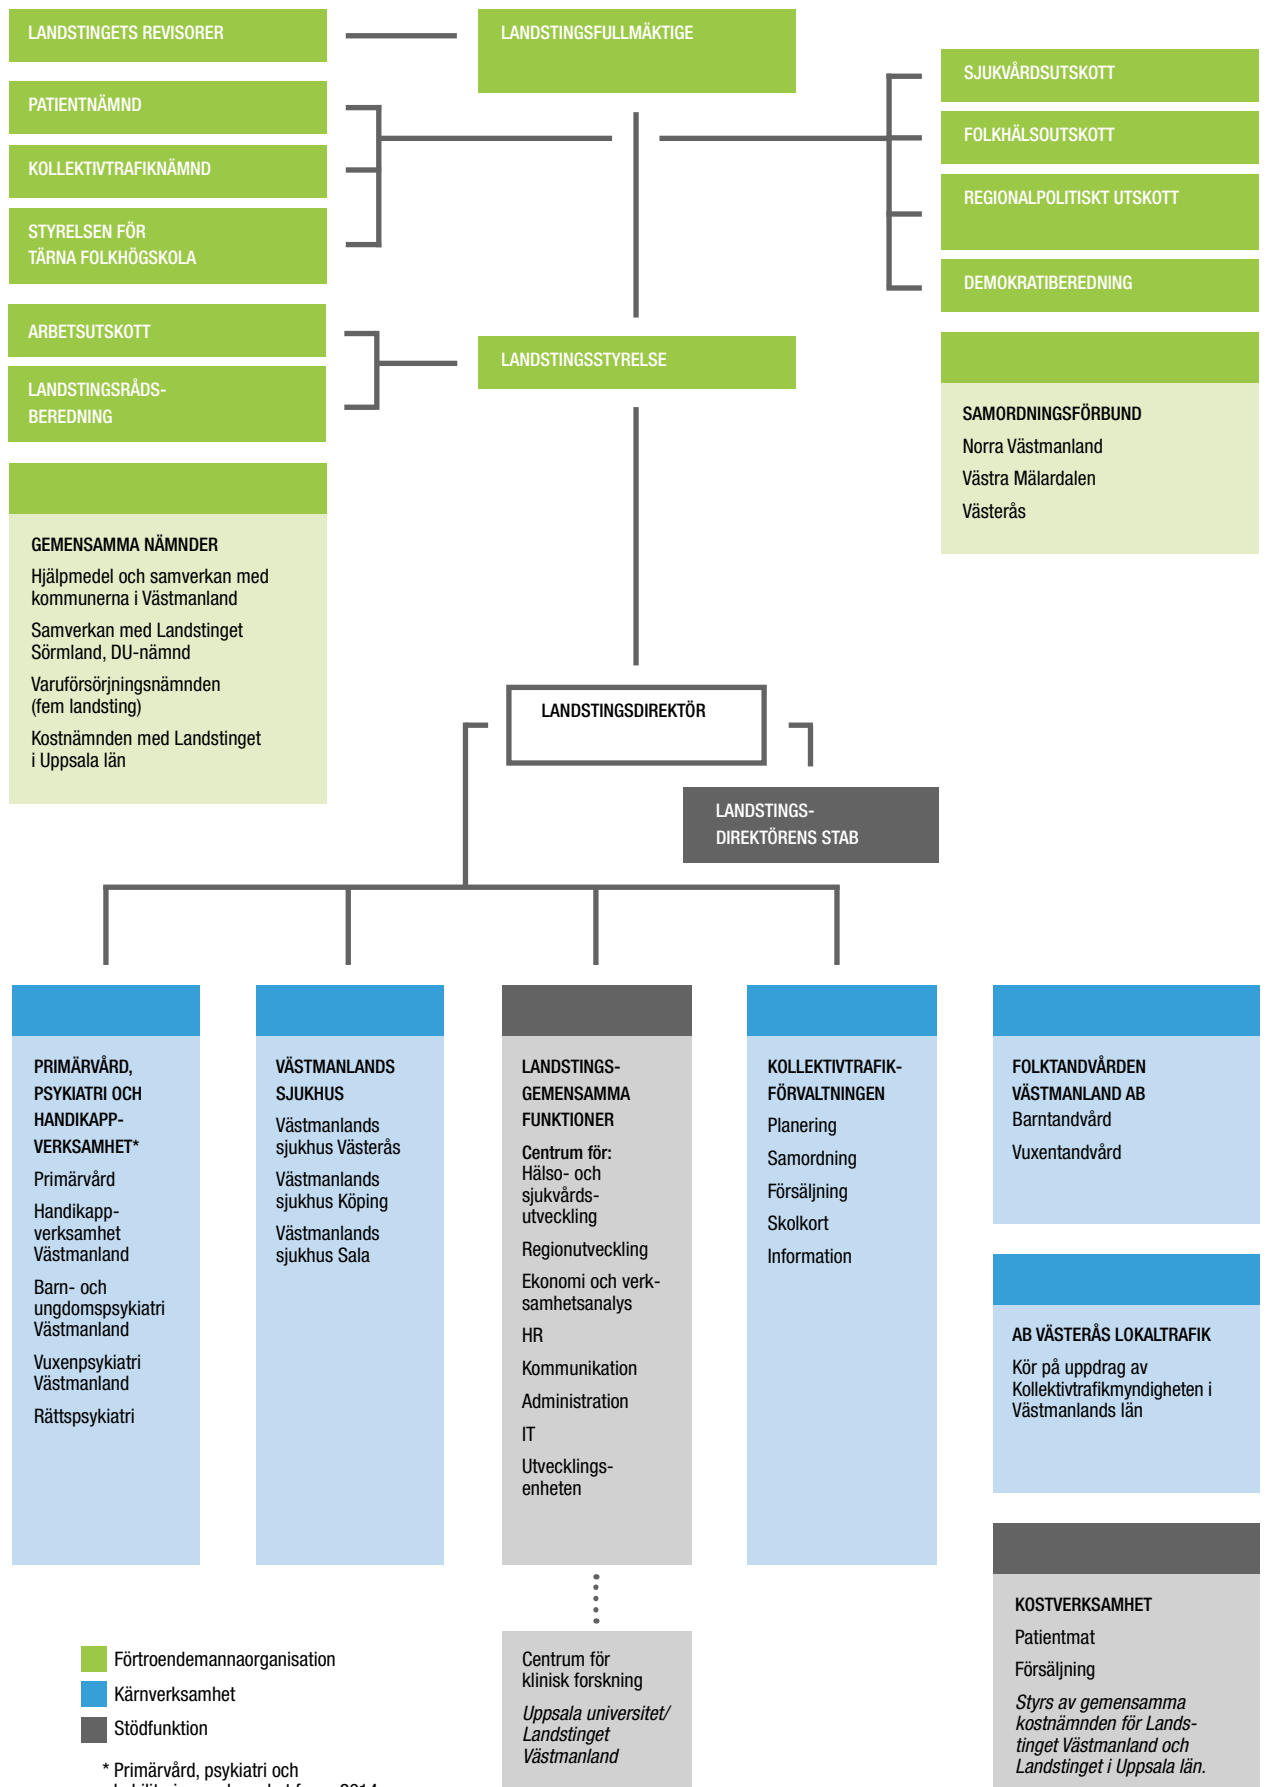 LANDSTINGETS REVISORER
LANDSTINGSFULLMÄKTIGE
PATIENTNÄMND
KOLLEKTIVTRAFIKNÄMND
STYRELSEN FÖR
TÄRNA FOLKHÖGSKOLA
SJUKVÅRDSUTSKOTT
FOLKHÄLSOUTSKOTT
REGIONALPOLITISKT UTSKOTT
DEMOKRATIBEREDNING
ARBETSUTSKOTT
LANDSTINGSRÅDS-
BEREDNING
LANDSTINGSSTYRELSE
SAMORDNINGSFÖRBUND
Norra Västmanland
Västra Mälardalen
Västerås
GEMENSAMMA NÄMNDER
Hjälpmedel och samverkan med
kommunerna i Västmanland
Samverkan med Landstinget
Sörmland, DU-nämnd
Varuförsörjningsnämnden
(fem landsting)
Kostnämnden med Landstinget
i Uppsala län
LANDSTINGSDIREKTÖR
LANDSTINGS-
DIREKTÖRENS STAB
PRIMÄRVÅRD,
PSYKIATRI OCH
HANDIKAPP-
VERKSAMHET*
Primärvård
Handikapp-
verksamhet
Västmanland
Barn- och
ungdomspsykiatri
Västmanland
Vuxenpsykiatri
Västmanland
Rättspsykiatri
VÄSTMANLANDS
SJUKHUS
Västmanlands
sjukhus Västerås
Västmanlands
sjukhus Köping
Västmanlands
sjukhus Sala
LANDSTINGS-
GEMENSAMMA
FUNKTIONER
Centrum för:
Hälso- och
sjukvårds-
utveckling
Regionutveckling
Ekonomi och verk-
samhetsanalys
HR
Kommunikation
Administration
IT
Utvecklings-
enheten
KOLLEKTIVTRAFIK-
FÖRVALTNINGEN
Planering
Samordning
Försäljning
Skolkort
Information
FOLKTANDVÅRDEN
VÄSTMANLAND AB
Barntandvård
Vuxentandvård
AB VÄSTERÅS LOKALTRAFIK
Kör på uppdrag av
Kollektivtrafikmyndigheten i
Västmanlands län
KOSTVERKSAMHET
Patientmat
Försäljning
Styrs av gemensamma
kostnämnden för Lands-
tinget Västmanland och
Landstinget i Uppsala län.
Centrum för
klinisk forskning
Uppsala universitet/
Landstinget
Västmanland
Förtroendemannaorganisation
Kärnverksamhet
Stödfunktion
* Primärvård, psykiatri och